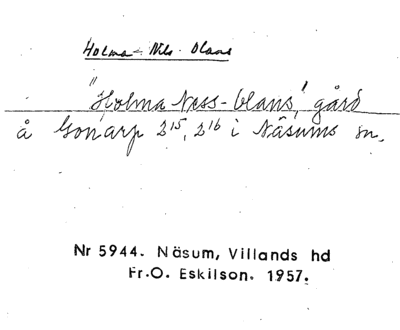 Holma-Nils-Olans
"Holma Ness-Olans," gård
å Gonarp 2¹⁵, 2¹⁶ i Näsums sn.
Nr 5944. Näsum, Villands hd
Fr.O. Eskilson. 1957.